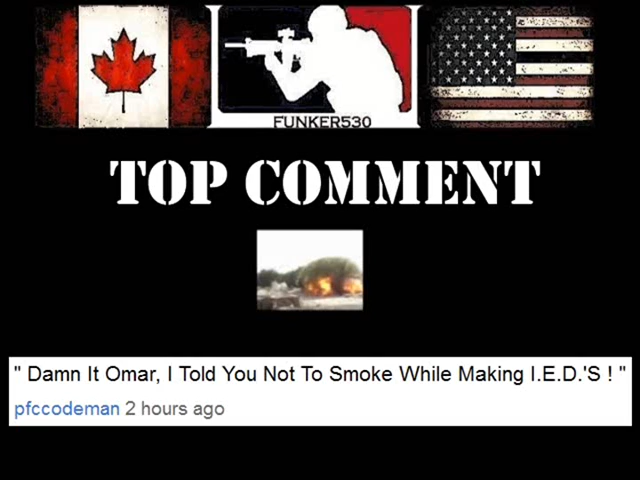 FUNKER530
TOP COMMENT
" Damn It Omar, I Told You Not To Smoke While Making I.E.D.'S ! "
pfccodeman 2 hours ago